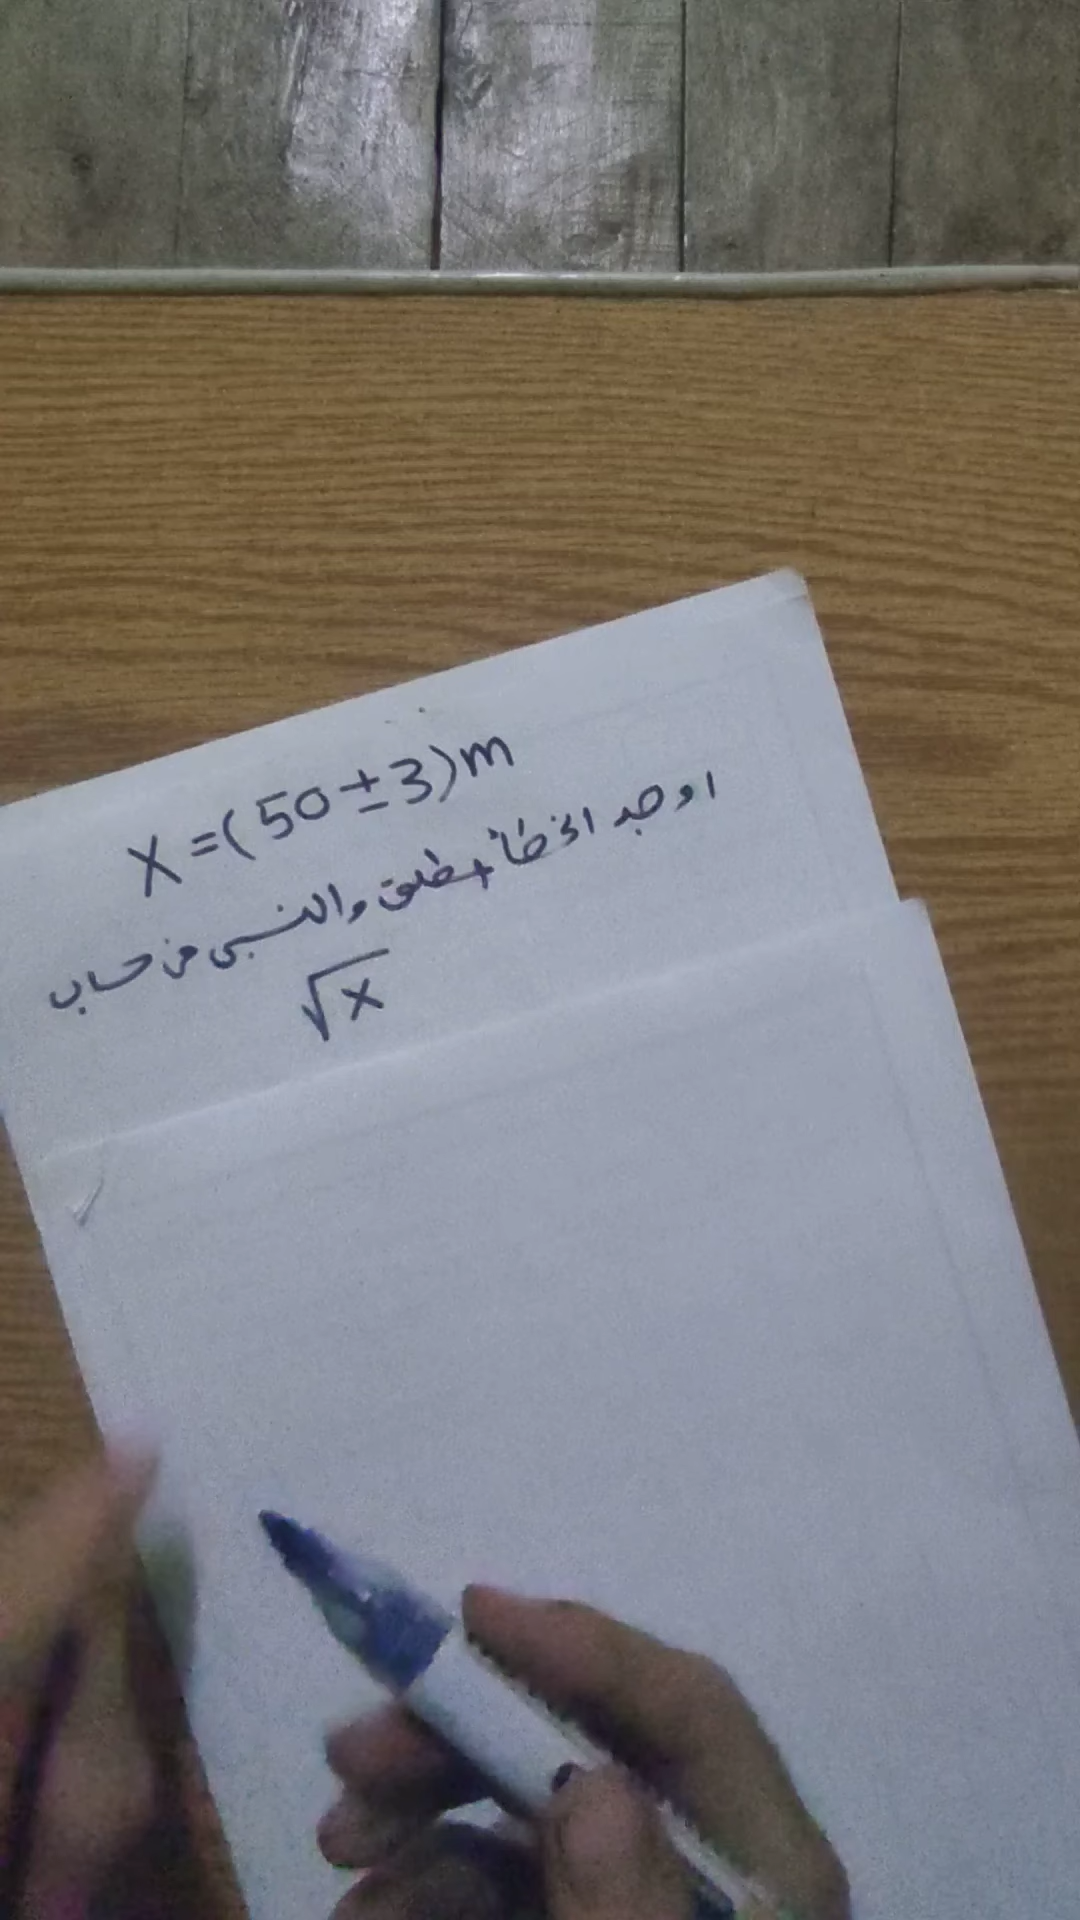 X = (50 ± 3) m
اوجد الخطأ المطلق والنسبي من حساب
√x